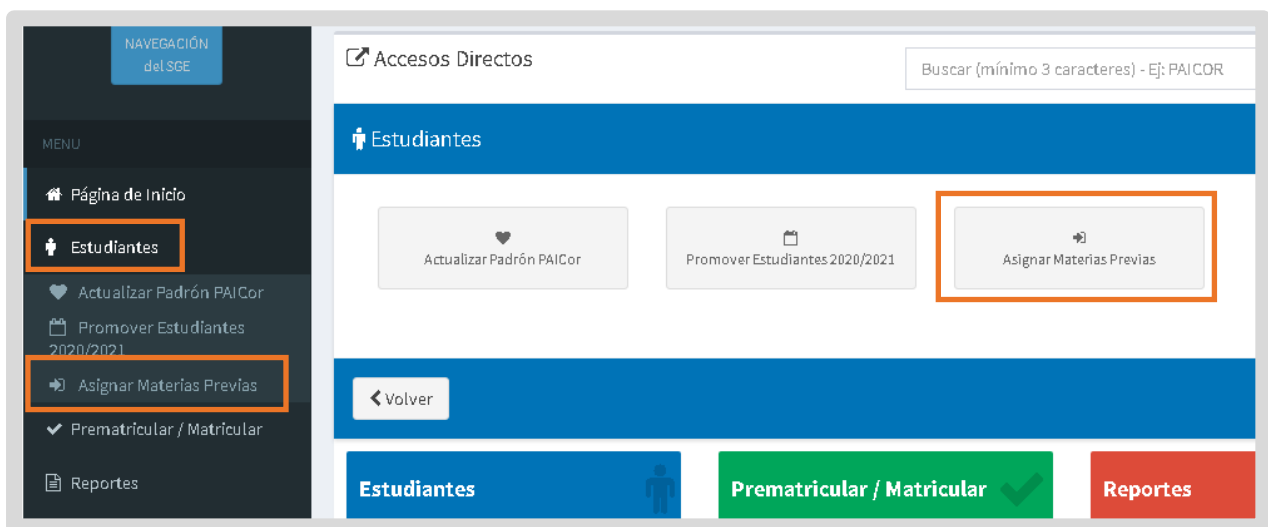 NAVEGACIÓN
del SGE
MENU
Página de Inicio
Estudiantes
Actualizar Padrón PAICor
Promover Estudiantes
2020/2021
Asignar Materias Previas
Prematricular / Matricular
Reportes
Accesos Directos
Buscar (mínimo 3 caracteres) - Ej: PAICOR
Estudiantes
Actualizar Padrón PAICor
Promover Estudiantes 2020/2021
Asignar Materias Previas
Volver
Estudiantes
Prematricular / Matricular
Reportes